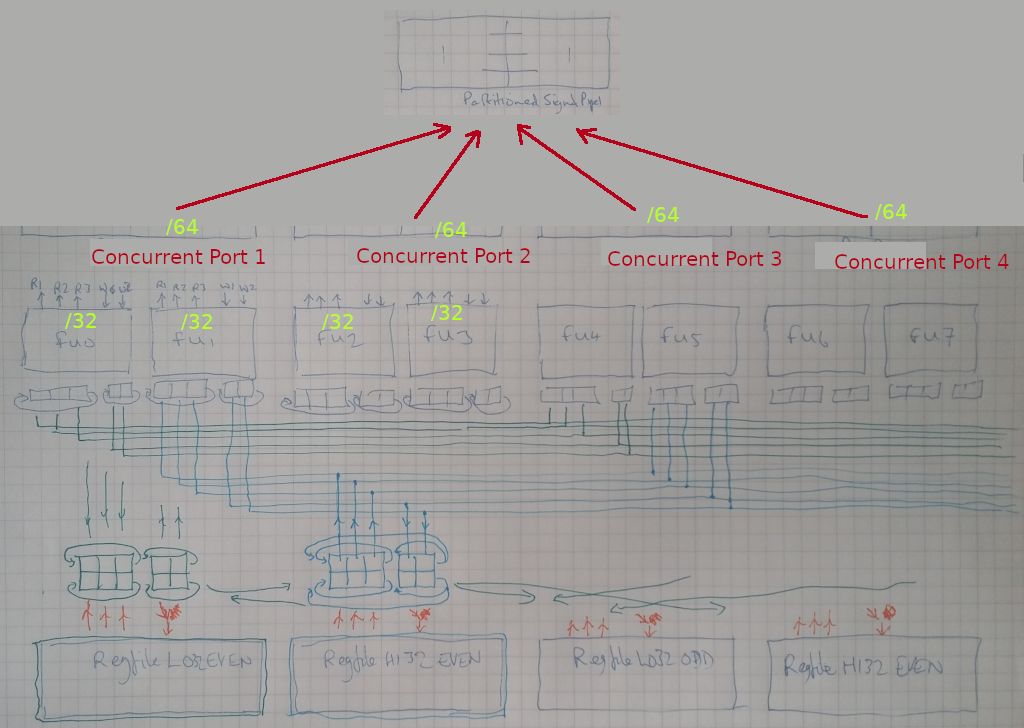 Partitioned Signal Pipel
/64 /64 /64 /64
Concurrent Port 1 Concurrent Port 2 Concurrent Port 3 Concurrent Port 4
R1 R2 R3 W1 W2 R1 R2 R3 W1 W2
/32 /32 /32 /32
fu0 fu1 fu2 fu3 fu4 fu5 fu6 fu7
Regfile LO32 EVEN Regfile HI32 EVEN Regfile LO32 ODD Regfile HI32 EVEN